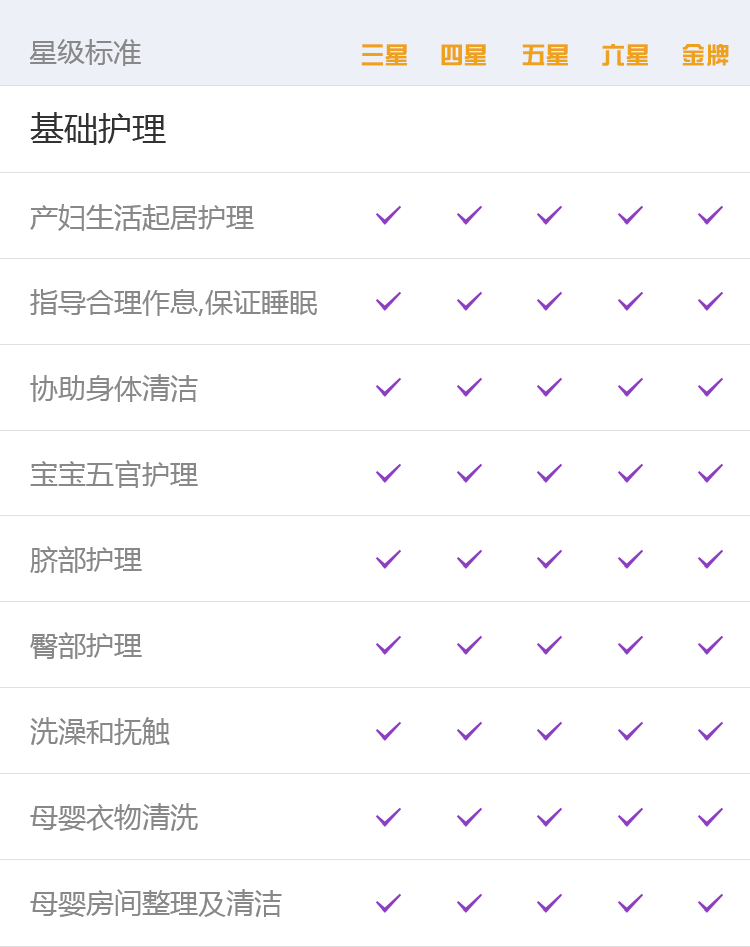 星级标准 三星 四星 五星 六星 金牌
基础护理
产妇生活起居护理
指导合理作息,保证睡眠
协助身体清洁
宝宝五官护理
脐部护理
臀部护理
洗澡和抚触
母婴衣物清洗
母婴房间整理及清洁